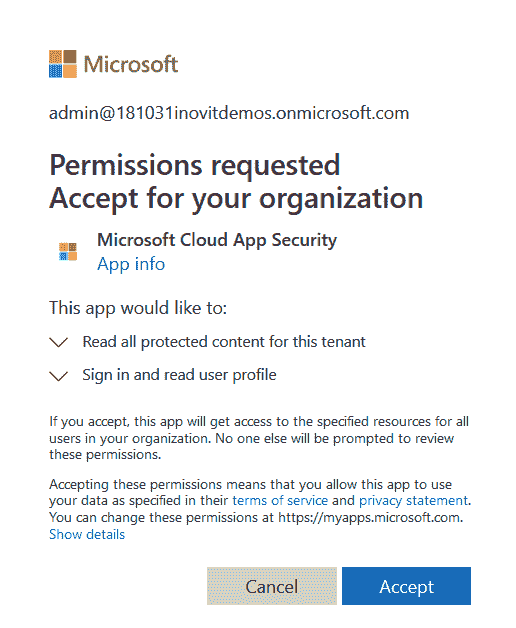 Microsoft
admin@181031inovitdemos.onmicrosoft.com
Permissions requested
Accept for your organization
Microsoft Cloud App Security
App info
This app would like to:
Read all protected content for this tenant
Sign in and read user profile
If you accept, this app will get access to the specified resources for all
users in your organization. No one else will be prompted to review
these permissions.
Accepting these permissions means that you allow this app to use
your data as specified in their terms of service and privacy statement.
You can change these permissions at https://myapps.microsoft.com.
Show details
Cancel Accept